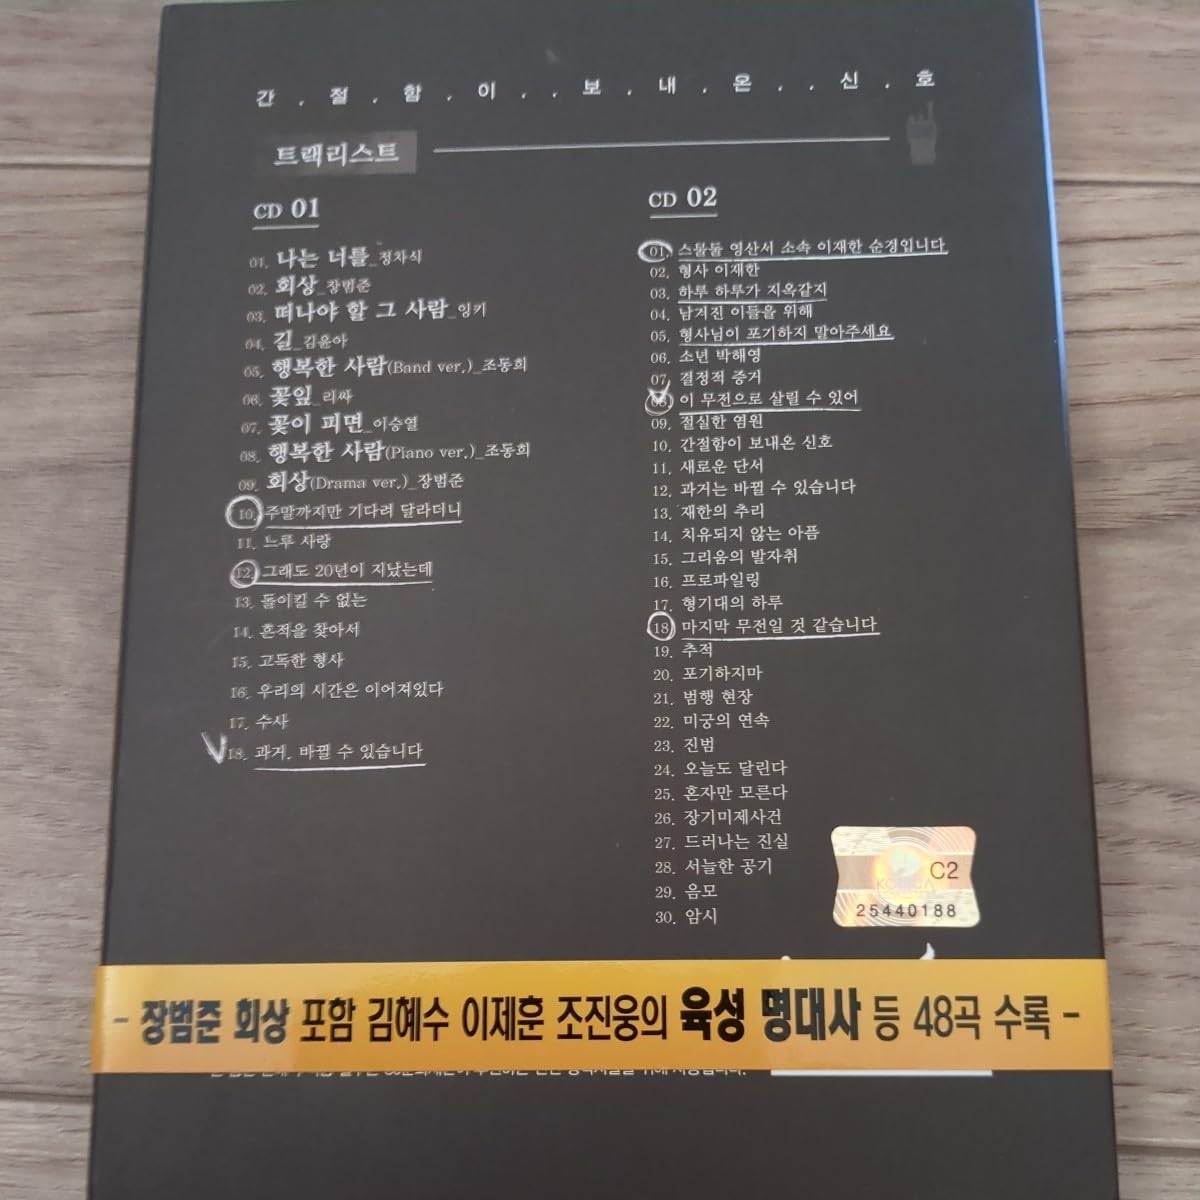 간 , 절 , 함 , 이 , , 보 , 내 , 온 , , 신 , 호
트랙리스트
CD 01
01. 나는 너를_정차식
02. 회상_장범준
03. 떠나야 할 그 사람_잉키
04. 길_김윤아
05. 행복한 사람(Band ver.)_조동희
06. 꽃잎_리싸
07. 꽃이 피면_이승열
08. 행복한 사람(Piano ver.)_조동희
09. 회상(Drama ver.)_장범준
10. 주말까지만 기다려 달라더니
11. 느루 사랑
12. 그래도 20년이 지났는데
13. 돌이킬 수 없는
14. 흔적을 찾아서
15. 고독한 형사
16. 우리의 시간은 이어져있다
17. 수사
18. 과거, 바뀔 수 있습니다
CD 02
01. 스물둘 영산서 소속 이재한 순경입니다
02. 형사 이재한
03. 하루 하루가 지옥같지
04. 남겨진 이들을 위해
05. 형사님이 포기하지 말아주세요
06. 소년 박해영
07. 결정적 증거
08. 이 무전으로 살릴 수 있어
09. 절실한 염원
10. 간절함이 보내온 신호
11. 새로운 단서
12. 과거는 바뀔 수 있습니다
13. 재한의 추리
14. 치유되지 않는 아픔
15. 그리움의 발자취
16. 프로파일링
17. 형기대의 하루
18. 마지막 무전일 것 같습니다
19. 추적
20. 포기하지마
21. 범행 현장
22. 미궁의 연속
23. 진범
24. 오늘도 달린다
25. 혼자만 모른다
26. 장기미제사건
27. 드러나는 진실
28. 서늘한 공기
29. 음모
30. 암시
C2
KOMCA
25440188
- 장범준 회상 포함 김혜수 이제훈 조진웅의 육성 명대사 등 48곡 수록 -